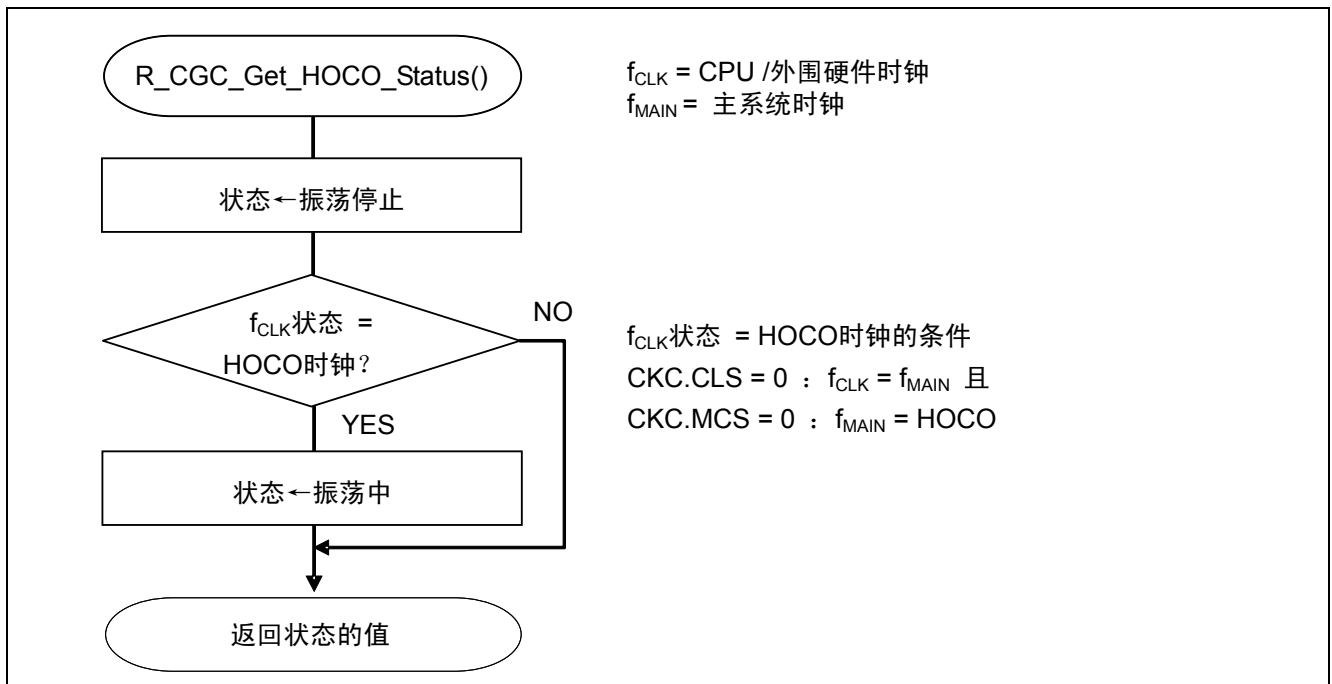 R_CGC_Get_HOCO_Status()
fCLK = CPU /外围硬件时钟
fMAIN = 主系统时钟
状态←振荡停止
fCLK状态 =
HOCO时钟？
NO
YES
fCLK状态 = HOCO时钟的条件
CKC.CLS = 0 ：fCLK = fMAIN 且
CKC.MCS = 0 ：fMAIN = HOCO
状态←振荡中
返回状态的值